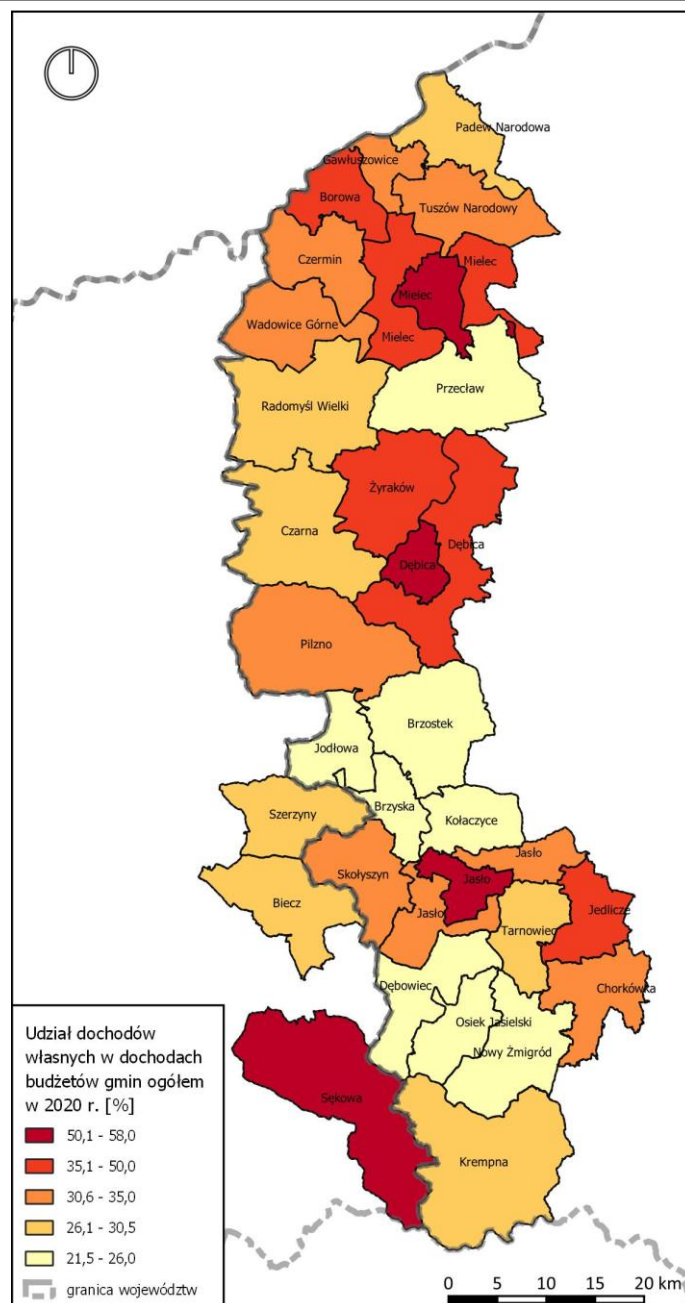 Padew Narodowa
Gawłuszowice
Borowa
Tuszów Narodowy
Czermin
Mielec
Mielec
Wadowice Górne
Mielec
Przecław
Radomyśl Wielki
Żyraków
Czarna
Dębica
Dębica
Pilzno
Brzostek
Jodłowa
Brzyska
Szerzyny
Kołaczyce
Jasło
Skołyszyn
Jasło
Jedlicze
Biecz
Jasło
Tarnowiec
Dębowiec
Chorkówka
Osiek Jasielski
Nowy Żmigród
Sękowa
Krempna
Udział dochodów
własnych w dochodach
budżetów gmin ogółem
w 2020 r. [%]
50,1 - 58,0
35,1 - 50,0
30,6 - 35,0
26,1 - 30,5
21,5 - 26,0
granica województw
0 5 10 15 20 km